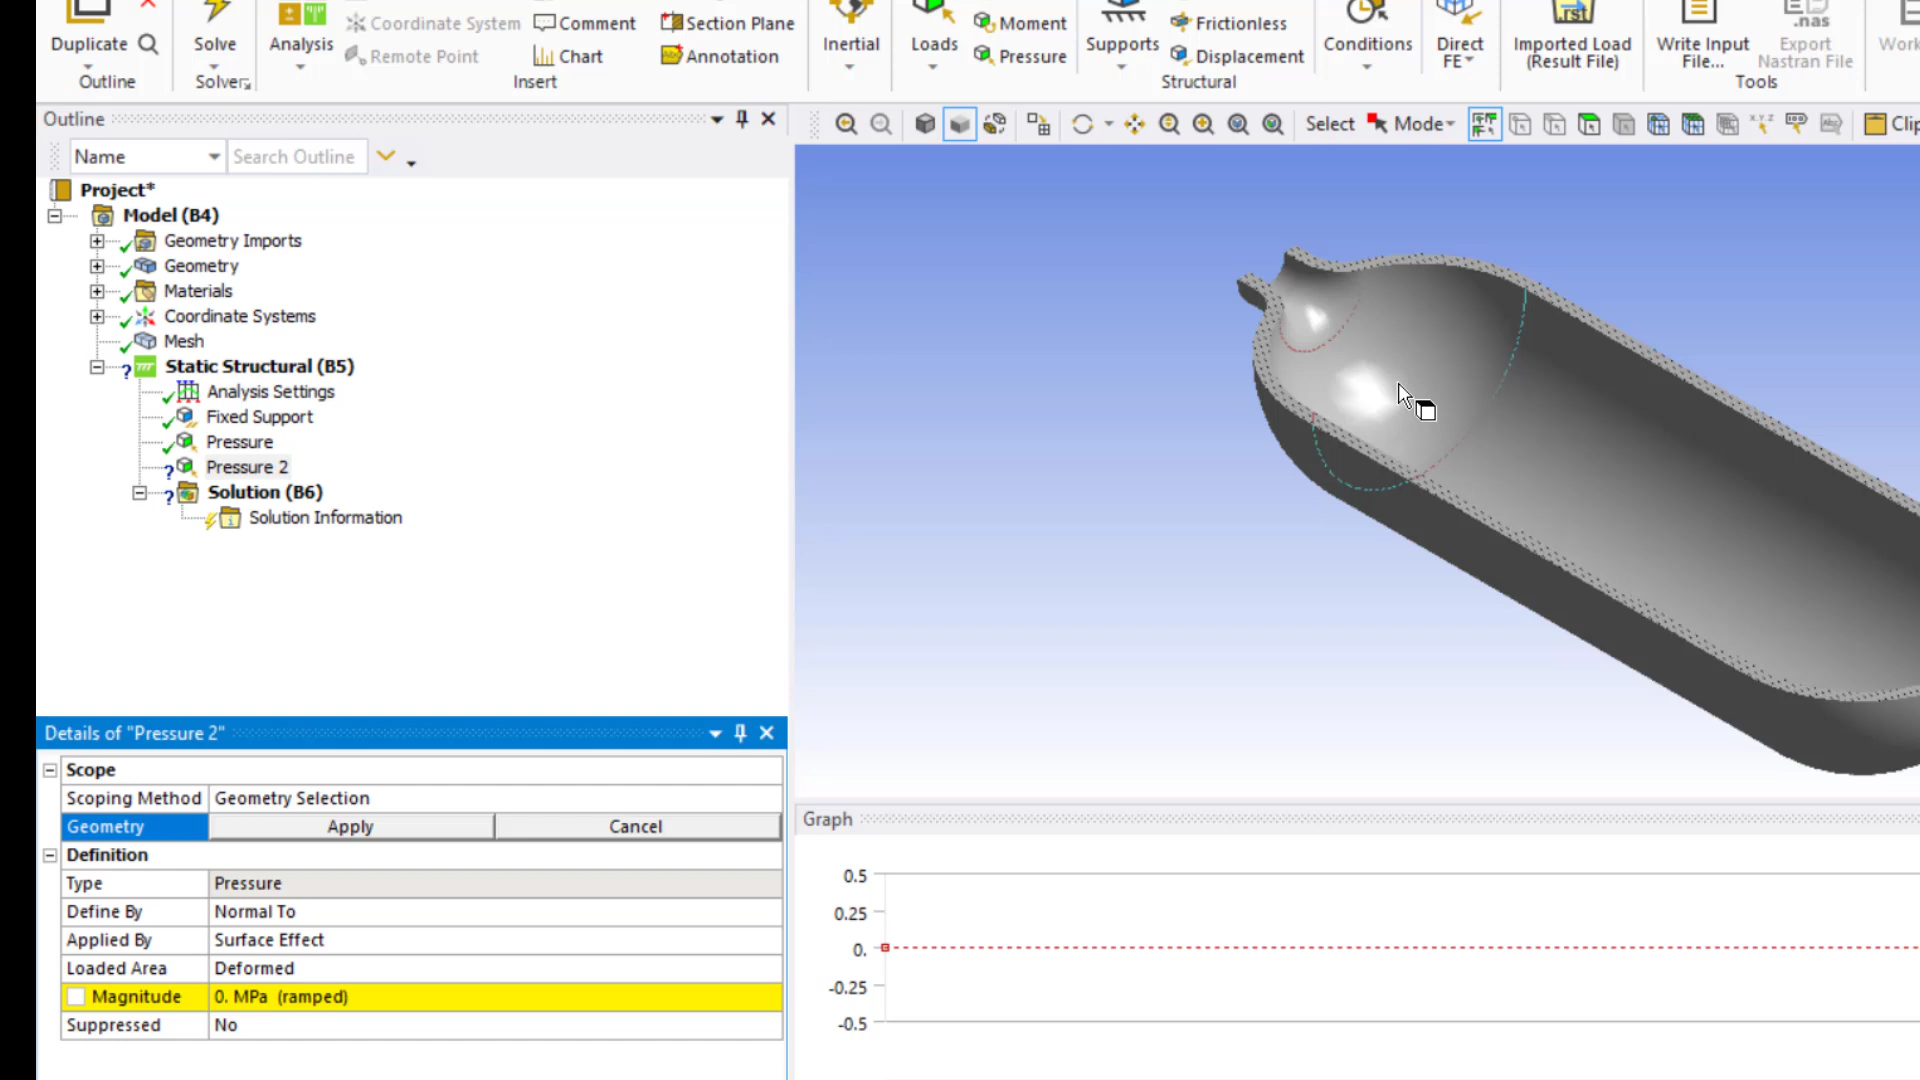 Duplicate
Outline
Solve
Solver
Analysis
Coordinate System
Remote Point
Comment
Chart
Section Plane
Annotation
Insert
Inertial
Loads
Moment
Pressure
Supports
Frictionless
Displacement
Structural
Conditions
Direct
FE
Imported Load
(Result File)
Write Input
File...
.nas
Export
Nastran File
Tools
Outline
Name
Search Outline
Project*
Model (B4)
Geometry Imports
Geometry
Materials
Coordinate Systems
Mesh
Static Structural (B5)
Analysis Settings
Fixed Support
Pressure
Pressure 2
Solution (B6)
Solution Information
Select
Mode
Details of "Pressure 2"
Scope
Scoping Method Geometry Selection
Geometry Apply Cancel
Definition
Type Pressure
Define By Normal To
Applied By Surface Effect
Loaded Area Deformed
Magnitude 0. MPa (ramped)
Suppressed No
Graph
0.5
0.25
0.
-0.25
-0.5